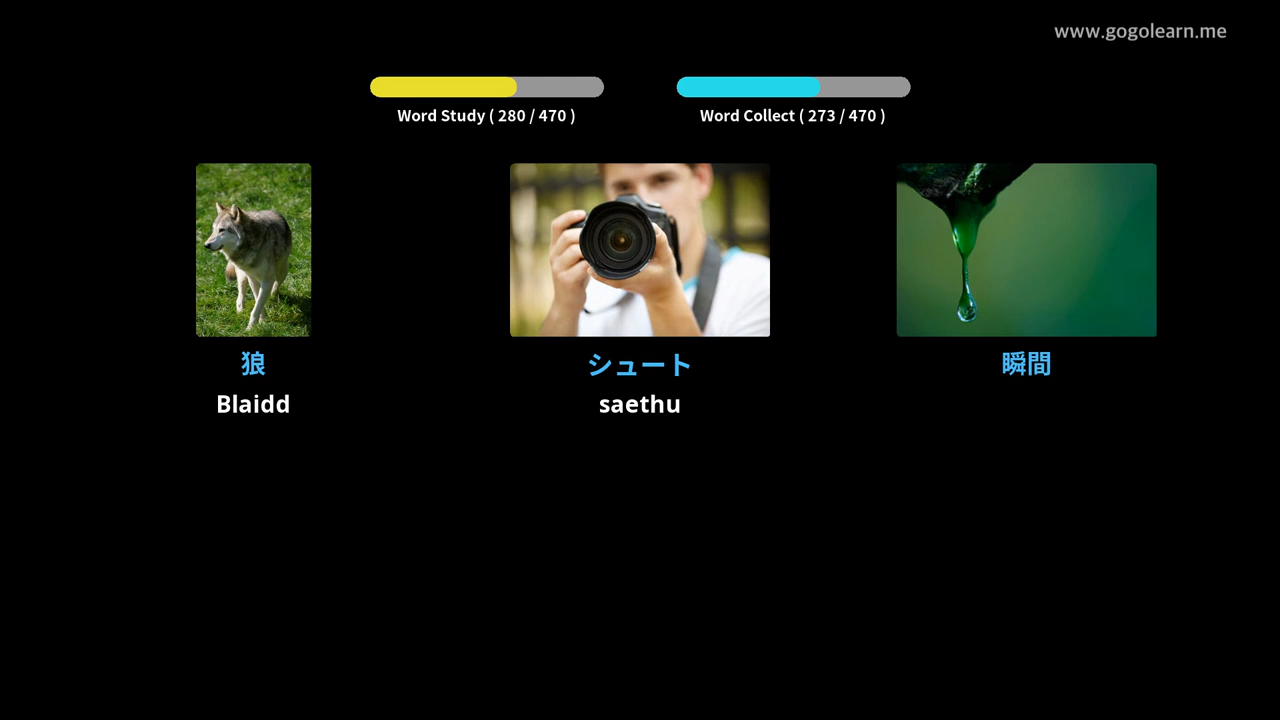 www.gogolearn.me
Word Study ( 280 / 470 )
Word Collect ( 273 / 470 )
狼
シュート
瞬間
Blaidd
saethu